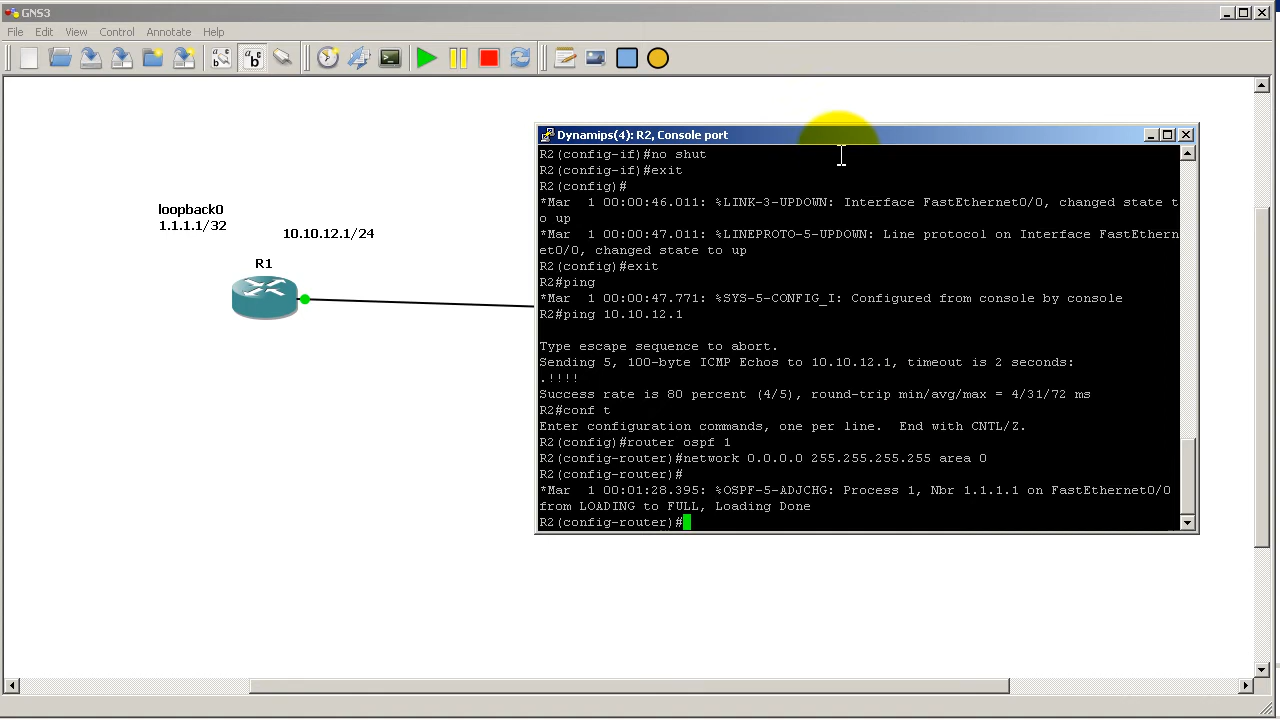 GNS3
File Edit View Control Annotate Help
loopback0
1.1.1.1/32
10.10.12.1/24
R1
Dynamips(4): R2, Console port
R2(config-if)#no shut
R2(config-if)#exit
R2(config)#
*Mar  1 00:00:46.011: %LINK-3-UPDOWN: Interface FastEthernet0/0, changed state t
o up
*Mar  1 00:00:47.011: %LINEPROTO-5-UPDOWN: Line protocol on Interface FastEthern
et0/0, changed state to up
R2(config)#exit
R2#ping
*Mar  1 00:00:47.771: %SYS-5-CONFIG_I: Configured from console by console
R2#ping 10.10.12.1
Type escape sequence to abort.
Sending 5, 100-byte ICMP Echos to 10.10.12.1, timeout is 2 seconds:
.!!!!
Success rate is 80 percent (4/5), round-trip min/avg/max = 4/31/72 ms
R2#conf t
Enter configuration commands, one per line.  End with CNTL/Z.
R2(config)#router ospf 1
R2(config-router)#network 0.0.0.0 255.255.255.255 area 0
R2(config-router)#
*Mar  1 00:01:28.395: %OSPF-5-ADJCHG: Process 1, Nbr 1.1.1.1 on FastEthernet0/0
from LOADING to FULL, Loading Done
R2(config-router)#